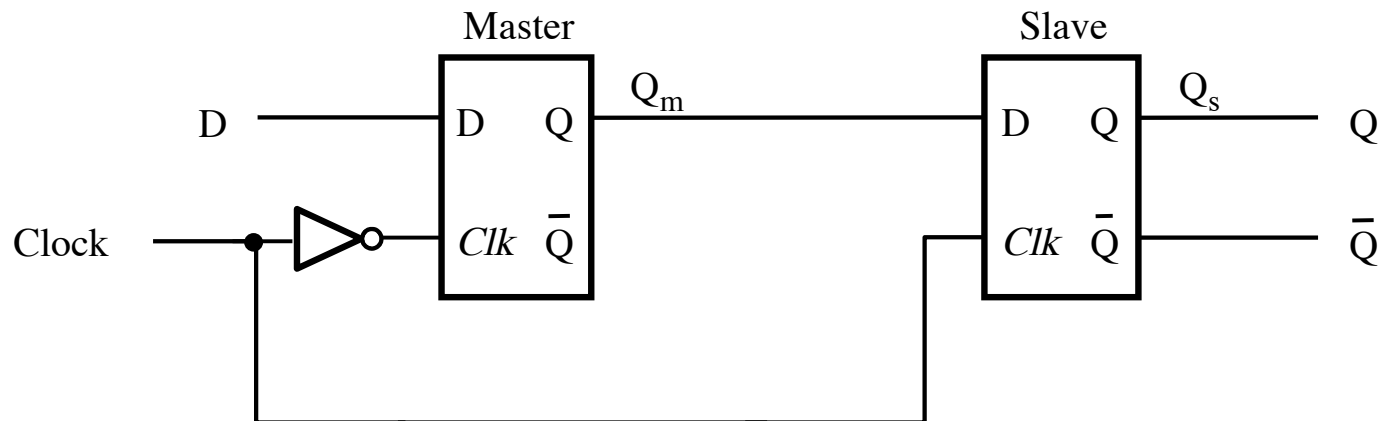 Master Slave
Q_m Q_s
D D Q D Q Q
Clock Clk Q̅ Clk Q̅ Q̅